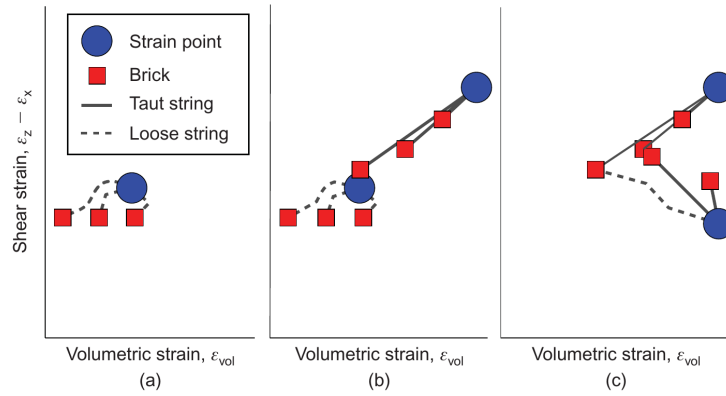 Strain point
Brick
Taut string
Loose string
Shear strain, εz − εx
Volumetric strain, εvol
(a)
Volumetric strain, εvol
(b)
Volumetric strain, εvol
(c)